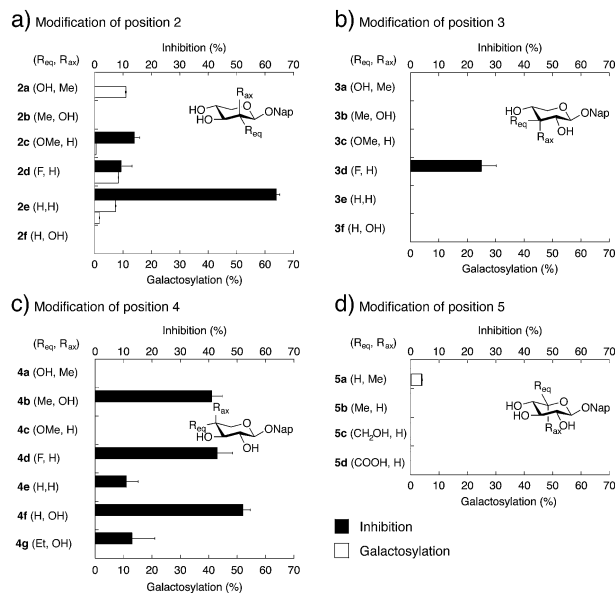 a) Modification of position 2
(Req, Rax)
Inhibition (%)
0 10 20 30 40 50 60 70
2a (OH, Me)
2b (Me, OH)
2c (OMe, H)
2d (F, H)
2e (H,H)
2f (H, OH)
Rax
HO
HO
O
ONap
Req
0 10 20 30 40 50 60 70
Galactosylation (%)
b) Modification of position 3
(Req, Rax)
Inhibition (%)
0 10 20 30 40 50 60 70
3a (OH, Me)
3b (Me, OH)
3c (OMe, H)
3d (F, H)
3e (H,H)
3f (H, OH)
HO
O
ONap
Req
OH
Rax
0 10 20 30 40 50 60 70
Galactosylation (%)
c) Modification of position 4
(Req, Rax)
Inhibition (%)
0 10 20 30 40 50 60 70
4a (OH, Me)
4b (Me, OH)
4c (OMe, H)
4d (F, H)
4e (H,H)
4f (H, OH)
4g (Et, OH)
Rax
Req
O
ONap
HO
OH
0 10 20 30 40 50 60 70
Galactosylation (%)
d) Modification of position 5
(Req, Rax)
Inhibition (%)
0 10 20 30 40 50 60 70
5a (H, Me)
5b (Me, H)
5c (CH2OH, H)
5d (COOH, H)
Req
HO
O
ONap
HO
Rax
OH
0 10 20 30 40 50 60 70
Galactosylation (%)
Inhibition
Galactosylation